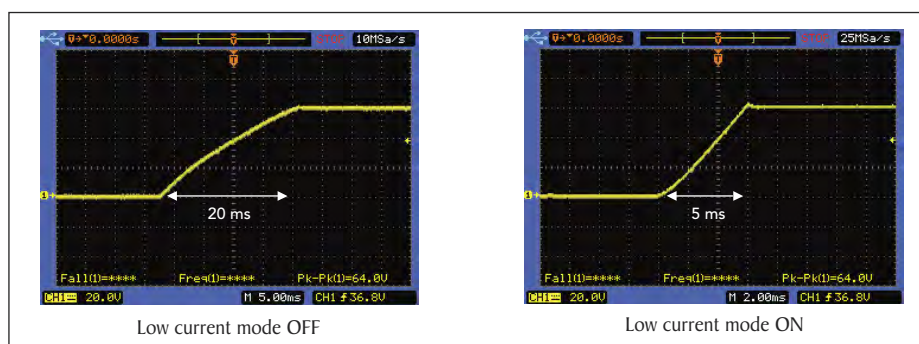 0.0000s STOP 10MSa/s
T
1
20 ms
Fall(1)=**** Freq(1)=**** Pk-Pk(1)=64.0V
CH1 20.0V M 5.00ms CH1 36.8V
Low current mode OFF
0.0000s STOP 25MSa/s
T
1
5 ms
Fall(1)=**** Freq(1)=**** Pk-Pk(1)=64.0V
CH1 20.0V M 2.00ms CH1 36.8V
Low current mode ON